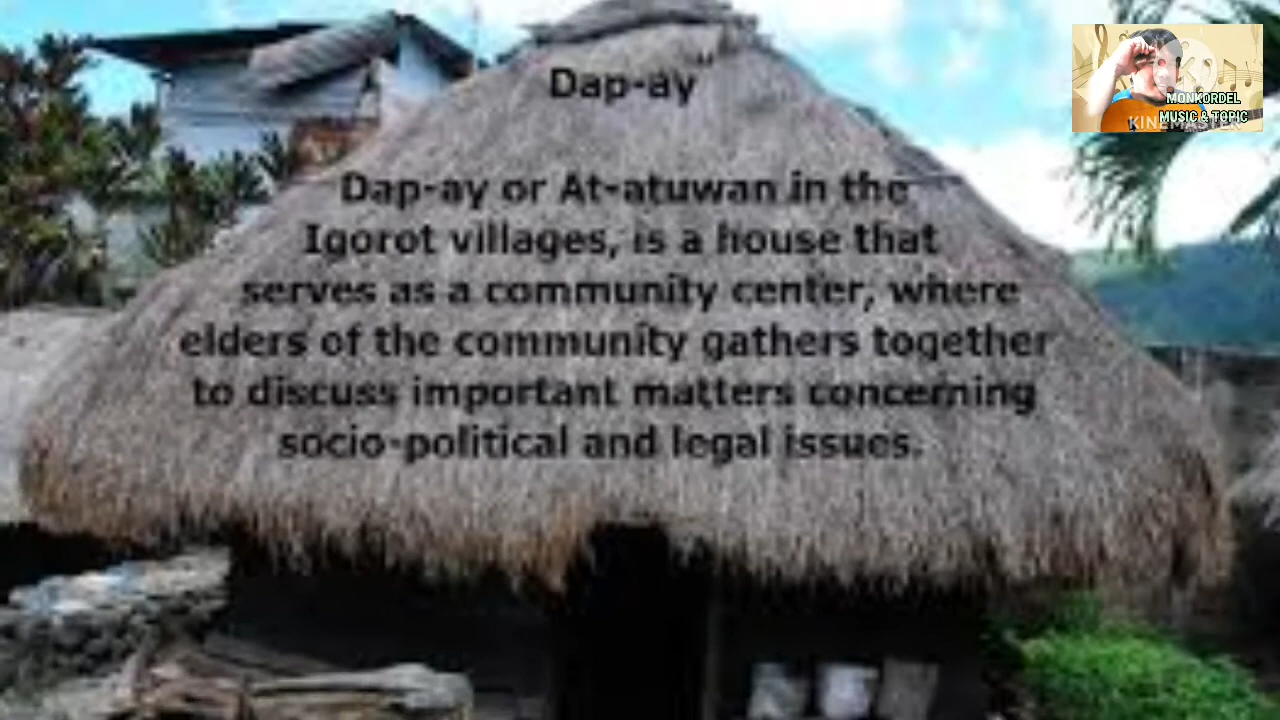 Dap-ay
Dap-ay or At-atuwan in the
Igorot villages, is a house that
serves as a community center, where
elders of the community gathers together
to discuss important matters concerning
socio-political and legal issues.
MONKORDEL
MUSIC & TOPIC
KINEMASTER